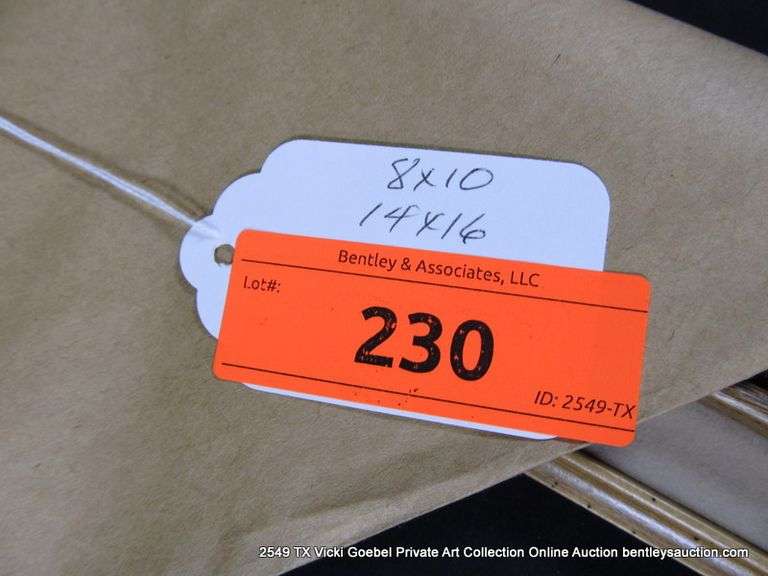 8x10
14x16
Bentley & Associates, LLC
Lot#:
230
ID: 2549-TX
2549 TX Vicki Goebel Private Art Collection Online Auction bentleysauction.com